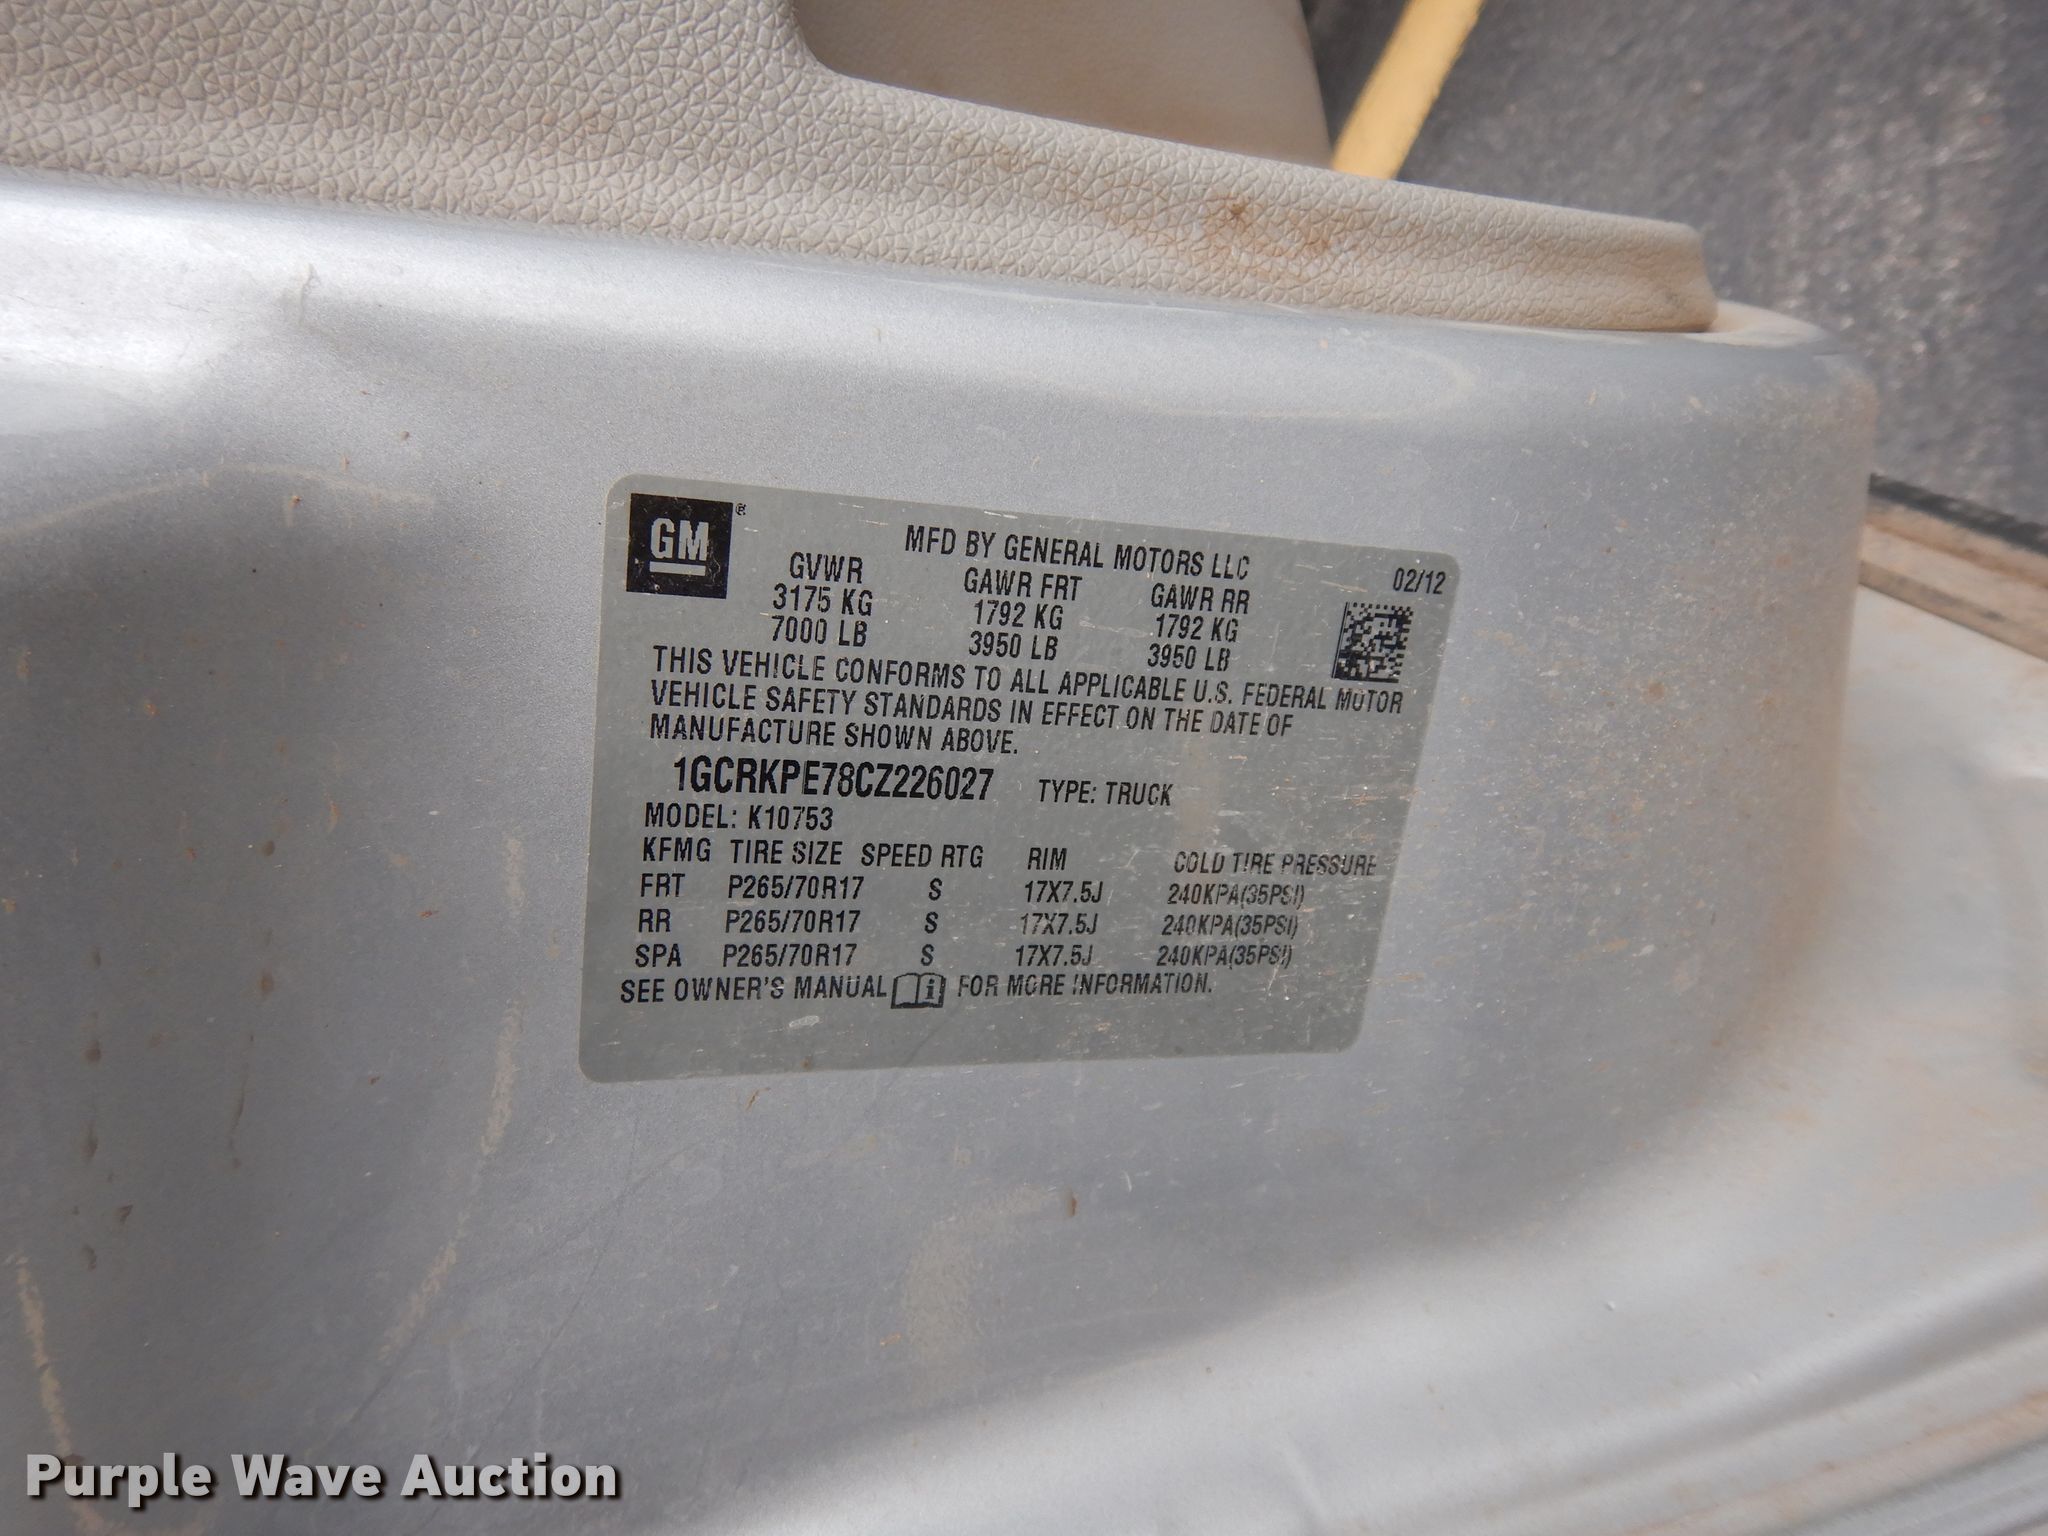 GM ®
MFD BY GENERAL MOTORS LLC
02/12
GVWR GAWR FRT GAWR RR
3175 KG 1792 KG 1792 KG
7000 LB 3950 LB 3950 LB
THIS VEHICLE CONFORMS TO ALL APPLICABLE U.S. FEDERAL MOTOR
VEHICLE SAFETY STANDARDS IN EFFECT ON THE DATE OF
MANUFACTURE SHOWN ABOVE.
1GCRKPE78CZ226027 TYPE: TRUCK
MODEL: K10753
KFMG TIRE SIZE SPEED RTG RIM COLD TIRE PRESSURE
FRT P265/70R17 S 17X7.5J 240KPA(35PSI)
RR P265/70R17 S 17X7.5J 240KPA(35PSI)
SPA P265/70R17 S 17X7.5J 240KPA(35PSI)
SEE OWNER'S MANUAL i FOR MORE INFORMATION.
Purple Wave Auction